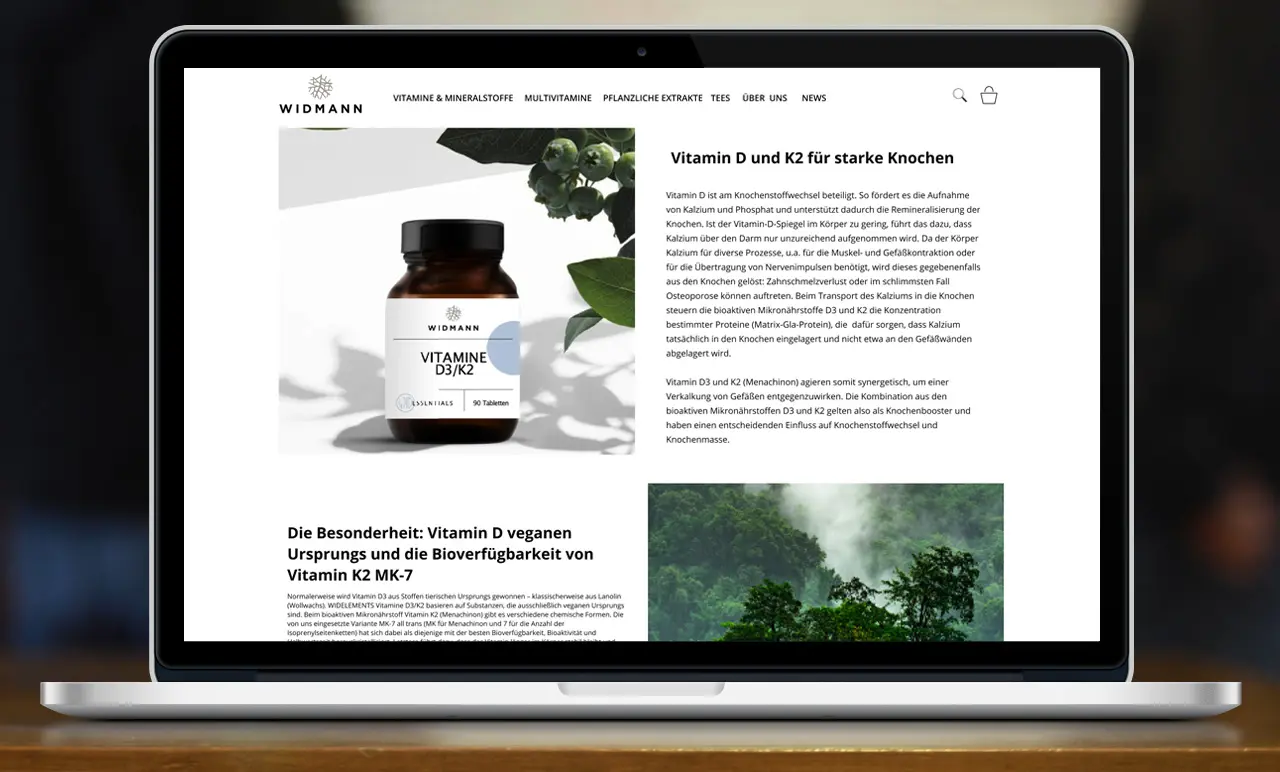 WIDMANN
VITAMINE & MINERALSTOFFE MULTIVITAMINE PFLANZLICHE EXTRAKTE TEES ÜBER UNS NEWS
WIDMANN
VITAMINE
D3/K2
ESSENTIALS 90 Tabletten
Vitamin D und K2 für starke Knochen
Vitamin D ist am Knochenstoffwechsel beteiligt. So fördert es die Aufnahme
von Kalzium und Phosphat und unterstützt dadurch die Remineralisierung der
Knochen. Ist der Vitamin-D-Spiegel im Körper zu gering, führt das dazu, dass
Kalzium über den Darm nur unzureichend aufgenommen wird. Da der Körper
Kalzium für diverse Prozesse, u.a. für die Muskel- und Gefäßkontraktion oder
für die Übertragung von Nervenimpulsen benötigt, wird dieses gegebenenfalls
aus den Knochen gelöst: Zahnschmelzverlust oder im schlimmsten Fall
Osteoporose können auftreten. Beim Transport des Kalziums in die Knochen
steuern die bioaktiven Mikronährstoffe D3 und K2 die Konzentration
bestimmter Proteine (Matrix-Gla-Protein), die dafür sorgen, dass Kalzium
tatsächlich in den Knochen eingelagert und nicht etwa an den Gefäßwänden
abgelagert wird.
Vitamin D3 und K2 (Menachinon) agieren somit synergetisch, um einer
Verkalkung von Gefäßen entgegenzuwirken. Die Kombination aus den
bioaktiven Mikronährstoffen D3 und K2 gelten also als Knochenbooster und
haben einen entscheidenden Einfluss auf Knochenstoffwechsel und
Knochenmasse.
Die Besonderheit: Vitamin D veganen
Ursprungs und die Bioverfügbarkeit von
Vitamin K2 MK-7
Normalerweise wird Vitamin D3 aus Stoffen tierischen Ursprungs gewonnen – klassischerweise aus Lanolin
(Wollwachs). WIDELEMENTS Vitamine D3/K2 basieren auf Substanzen, die ausschließlich veganen Ursprungs
sind. Beim bioaktiven Mikronährstoff Vitamin K2 (Menachinon) gibt es verschiedene chemische Formen. Die
von uns eingesetzte Variante MK-7 all trans (MK für Menachinon und 7 für die Anzahl der
Isoprenylseitenketten) hat sich dabei als diejenige mit der besten Bioverfügbarkeit, Bioaktivität und